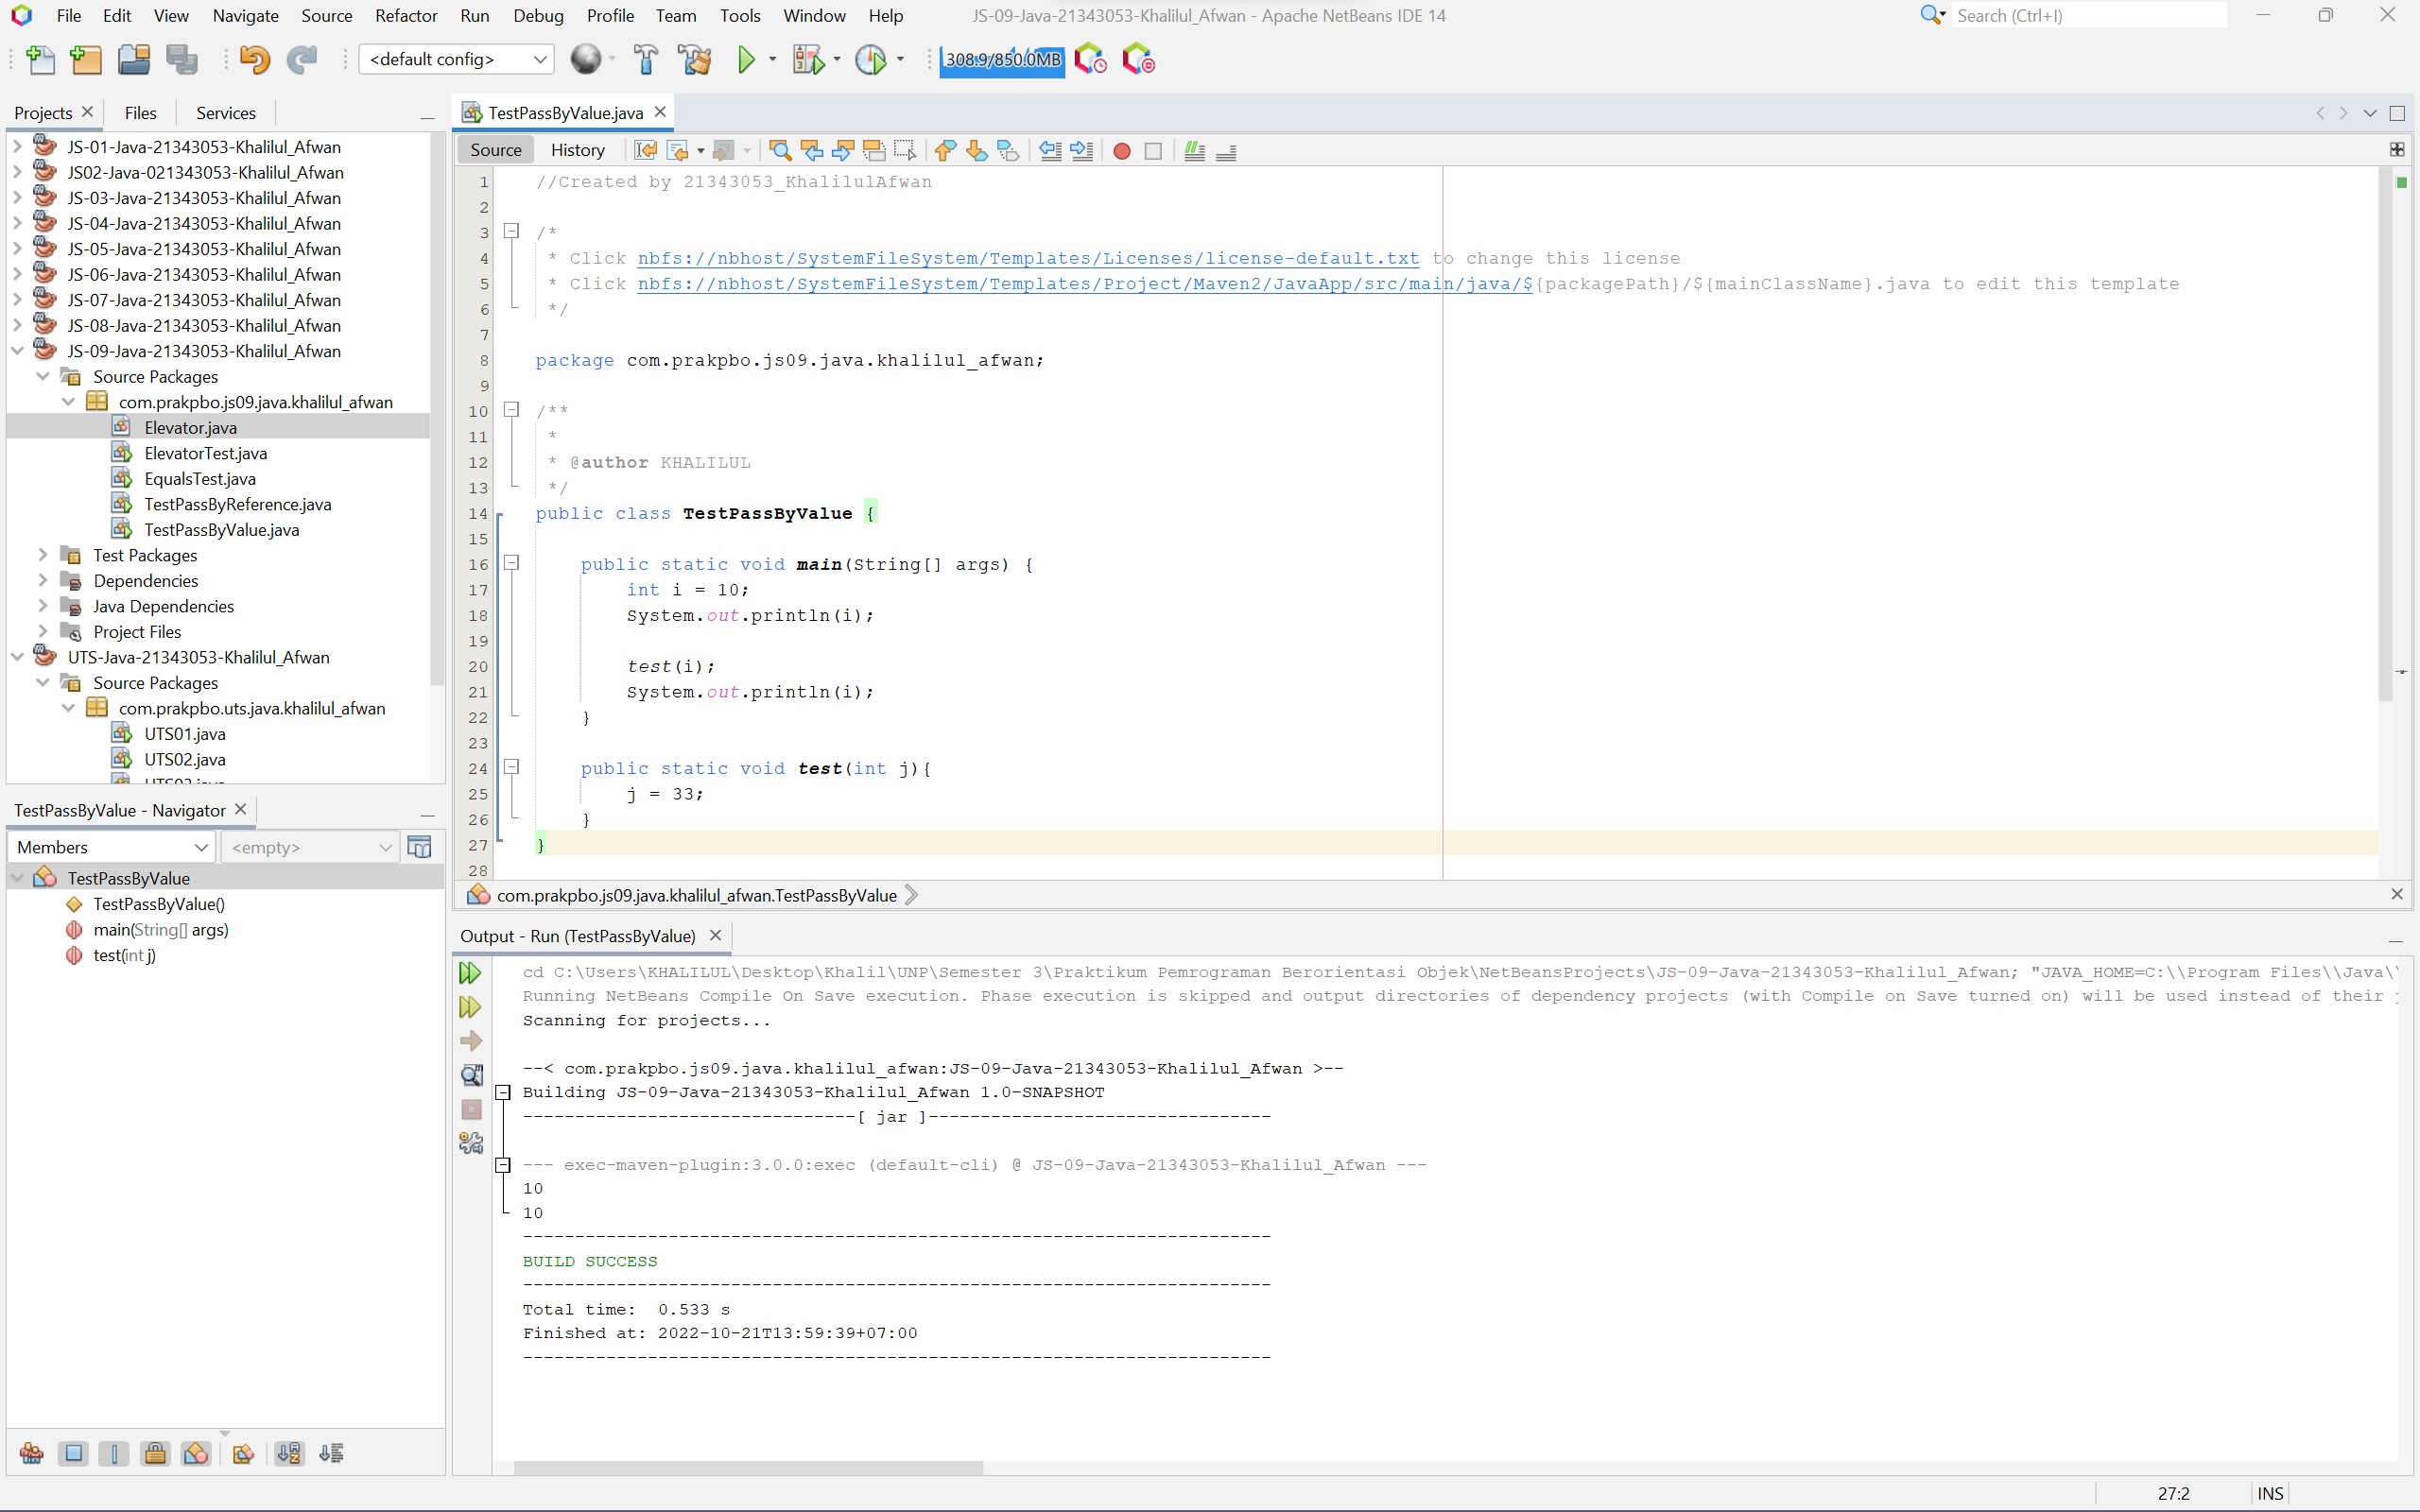 File Edit View Navigate Source Refactor Run Debug Profile Team Tools Window Help
JS-09-Java-21343053-Khalilul_Afwan - Apache NetBeans IDE 14
Search (Ctrl+I)
<default config>
308.9/850.0MB
Projects Files Services
JS-01-Java-21343053-Khalilul_Afwan
JS02-Java-021343053-Khalilul_Afwan
JS-03-Java-21343053-Khalilul_Afwan
JS-04-Java-21343053-Khalilul_Afwan
JS-05-Java-21343053-Khalilul_Afwan
JS-06-Java-21343053-Khalilul_Afwan
JS-07-Java-21343053-Khalilul_Afwan
JS-08-Java-21343053-Khalilul_Afwan
JS-09-Java-21343053-Khalilul_Afwan
Source Packages
com.prakpbo.js09.java.khalilul_afwan
Elevator.java
ElevatorTest.java
EqualsTest.java
TestPassByReference.java
TestPassByValue.java
Test Packages
Dependencies
Java Dependencies
Project Files
UTS-Java-21343053-Khalilul_Afwan
Source Packages
com.prakpbo.uts.java.khalilul_afwan
UTS01.java
UTS02.java
TestPassByValue - Navigator
Members <empty>
TestPassByValue
TestPassByValue()
main(String[] args)
test(int j)
TestPassByValue.java
Source History
1 //Created by 21343053_KhalilulAfwan
2
3 /*
4 * Click nbfs://nbhost/SystemFileSystem/Templates/Licenses/license-default.txt to change this license
5 * Click nbfs://nbhost/SystemFileSystem/Templates/Project/Maven2/JavaApp/src/main/java/${packagePath}/${mainClassName}.java to edit this template
6 */
7
8 package com.prakpbo.js09.java.khalilul_afwan;
9
10 /**
11 *
12 * @author KHALILUL
13 */
14 public class TestPassByValue {
15
16 public static void main(String[] args) {
17 int i = 10;
18 System.out.println(i);
19
20 test(i);
21 System.out.println(i);
22 }
23
24 public static void test(int j){
25 j = 33;
26 }
27 }
28
com.prakpbo.js09.java.khalilul_afwan.TestPassByValue
Output - Run (TestPassByValue)
cd C:\Users\KHALILUL\Desktop\Khalil\UNP\Semester 3\Praktikum Pemrograman Berorientasi Objek\NetBeansProjects\JS-09-Java-21343053-Khalilul_Afwan; "JAVA_HOME=C:\\Program Files\\Java\\
Running NetBeans Compile On Save execution. Phase execution is skipped and output directories of dependency projects (with Compile on Save turned on) will be used instead of their
Scanning for projects...
--< com.prakpbo.js09.java.khalilul_afwan:JS-09-Java-21343053-Khalilul_Afwan >--
Building JS-09-Java-21343053-Khalilul_Afwan 1.0-SNAPSHOT
--------------------------------[ jar ]---------------------------------
--- exec-maven-plugin:3.0.0:exec (default-cli) @ JS-09-Java-21343053-Khalilul_Afwan ---
10
10
------------------------------------------------------------------------
BUILD SUCCESS
------------------------------------------------------------------------
Total time: 0.533 s
Finished at: 2022-10-21T13:59:39+07:00
------------------------------------------------------------------------
27:2 INS